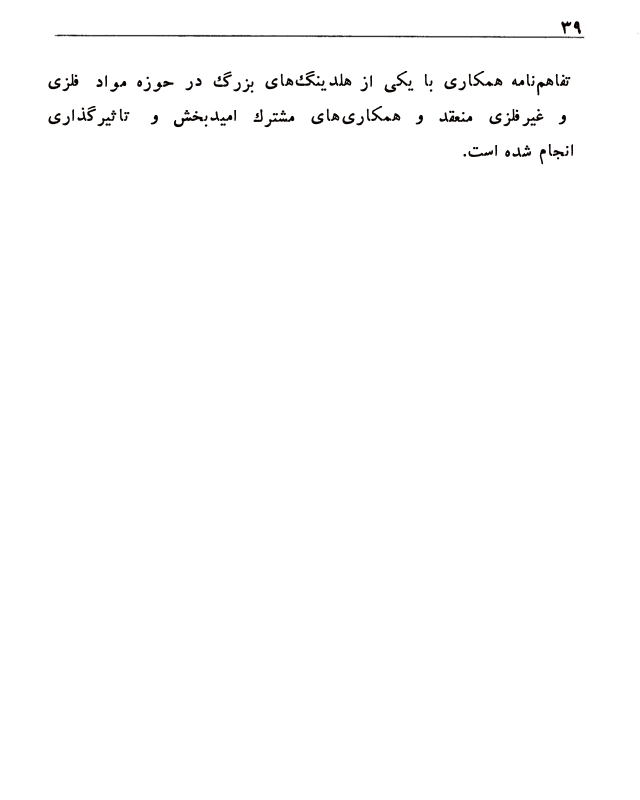 ۳۹
تفاهم‌نامه همکاری با یکی از هلدینگ‌های بزرگ در حوزه مواد فلزی
و غیرفلزی منعقد و همکاری‌های مشترك امیدبخش و تاثیرگذاری
انجام شده است.